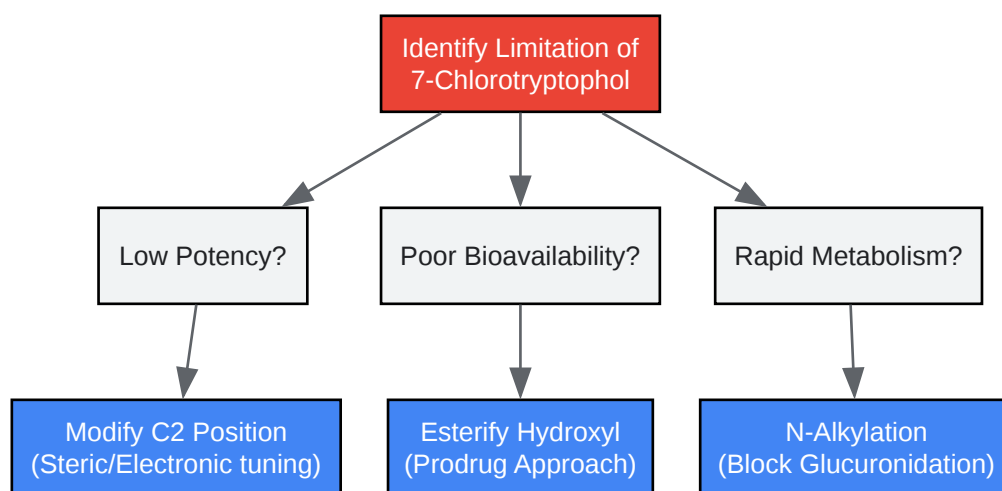 Identify Limitation of
7-Chlorotryptophol
Low Potency?
Poor Bioavailability?
Rapid Metabolism?
Modify C2 Position
(Steric/Electronic tuning)
Esterify Hydroxyl
(Prodrug Approach)
N-Alkylation
(Block Glucuronidation)